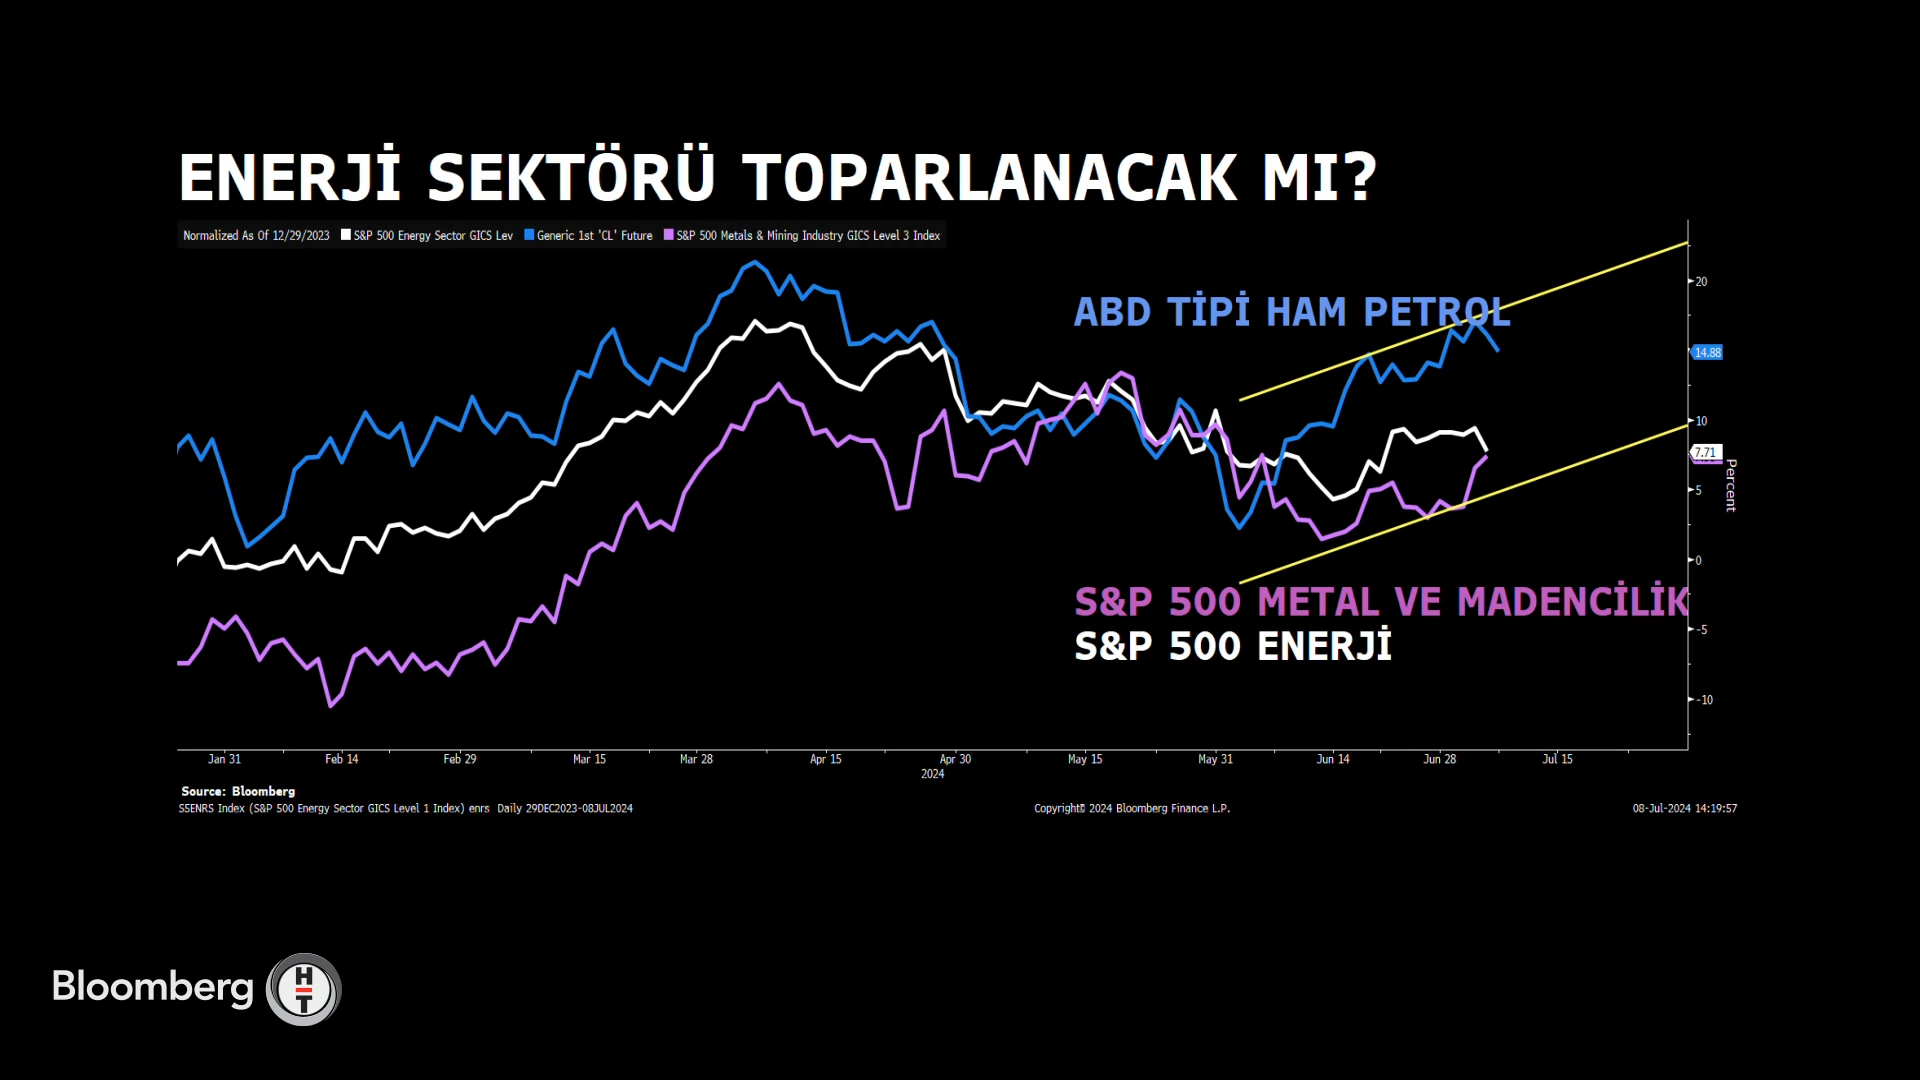 ENERJİ SEKTÖRÜ TOPARLANACAK MI?
Normalized As Of 12/29/2023 S&P 500 Energy Sector GICS Lev Generic 1st 'CL' Future S&P 500 Metals & Mining Industry GICS Level 3 Index
20
ABD TİPİ HAM PETROL
14.88
10
7.71
5
Percent
0
S&P 500 METAL VE MADENCİLİK
-5
S&P 500 ENERJİ
-10
Jan 31 Feb 14 Feb 29 Mar 15 Mar 28 Apr 15 Apr 30 May 15 May 31 Jun 14 Jun 28 Jul 15
2024
Source: Bloomberg
S5ENRS Index (S&P 500 Energy Sector GICS Level 1 Index) enrs Daily 29DEC2023-08JUL2024 Copyright© 2024 Bloomberg Finance L.P. 08-Jul-2024 14:19:57
Bloomberg HT